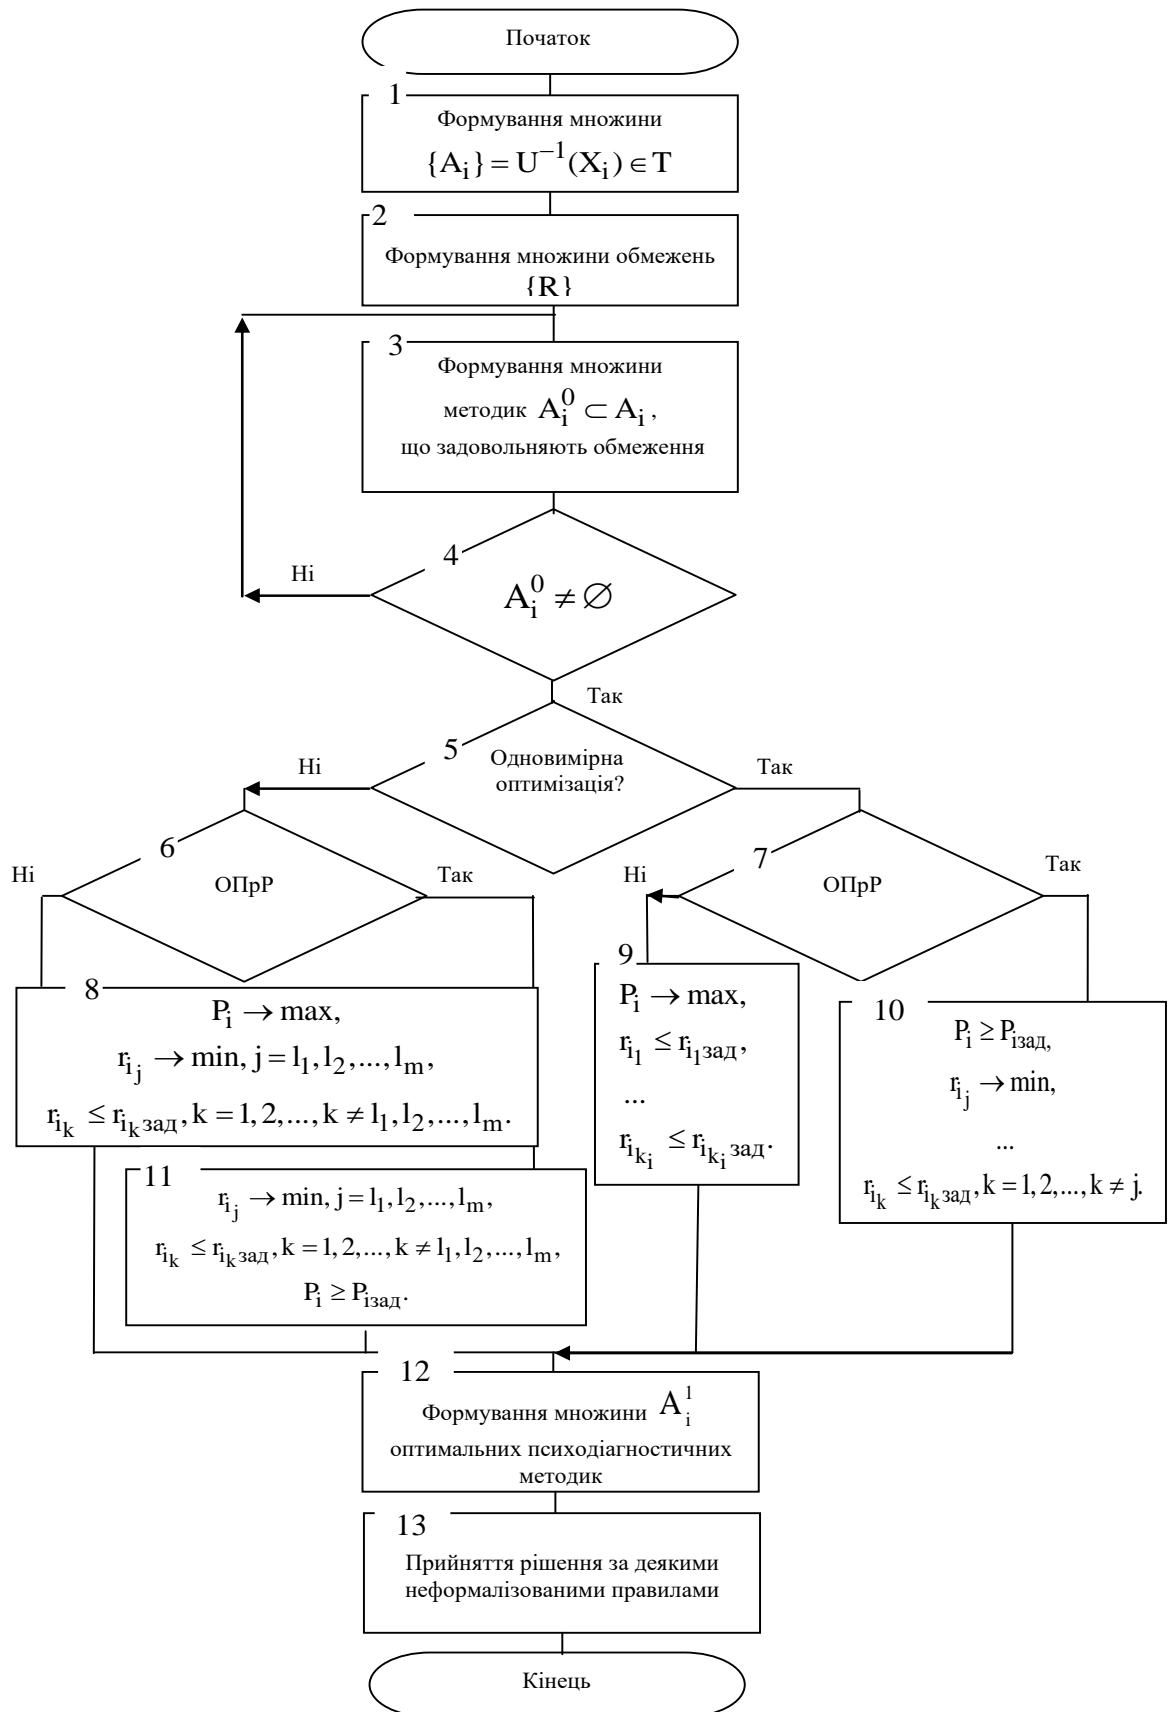 Початок
1
Формування множини
{A_i} = U^{-1}(X_i) ∈ T
2
Формування множини обмежень
{R}
3
Формування множини
методик A_i^0 ⊂ A_i ,
що задовольняють обмеження
4
Ні
A_i^0 ≠ ∅
Так
5
Одновимірна
оптимізація?
Ні
Так
6
Ні
ОПрР
Так
7
Ні
ОПрР
Так
8
P_i → max,
r_{i_j} → min, j = l_1, l_2, ..., l_m,
r_{i_k} ≤ r_{i_k зад}, k = 1, 2, ..., k ≠ l_1, l_2, ..., l_m.
9
P_i → max,
r_{i_1} ≤ r_{i_1 зад},
...
r_{i_{k_i}} ≤ r_{i_{k_i} зад}.
10
P_i ≥ P_{iзад},
r_{i_j} → min,
...
r_{i_k} ≤ r_{i_k зад}, k = 1, 2, ..., k ≠ j.
11
r_{i_j} → min, j = l_1, l_2, ..., l_m,
r_{i_k} ≤ r_{i_k зад}, k = 1, 2, ..., k ≠ l_1, l_2, ..., l_m,
P_i ≥ P_{iзад}.
12
Формування множини A_i^1
оптимальних психодіагностичних
методик
13
Прийняття рішення за деякими
неформалізованими правилами
Кінець